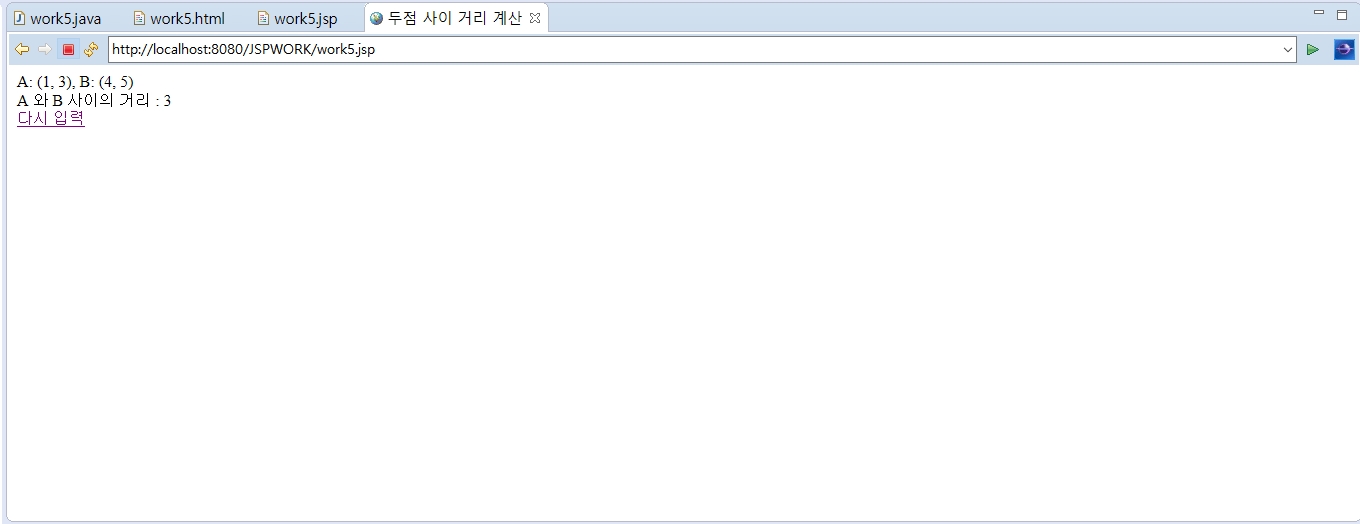 work5.java work5.html work5.jsp 두점 사이 거리 계산
http://localhost:8080/JSPWORK/work5.jsp
A: (1, 3), B: (4, 5)
A 와 B 사이의 거리 : 3
다시 입력